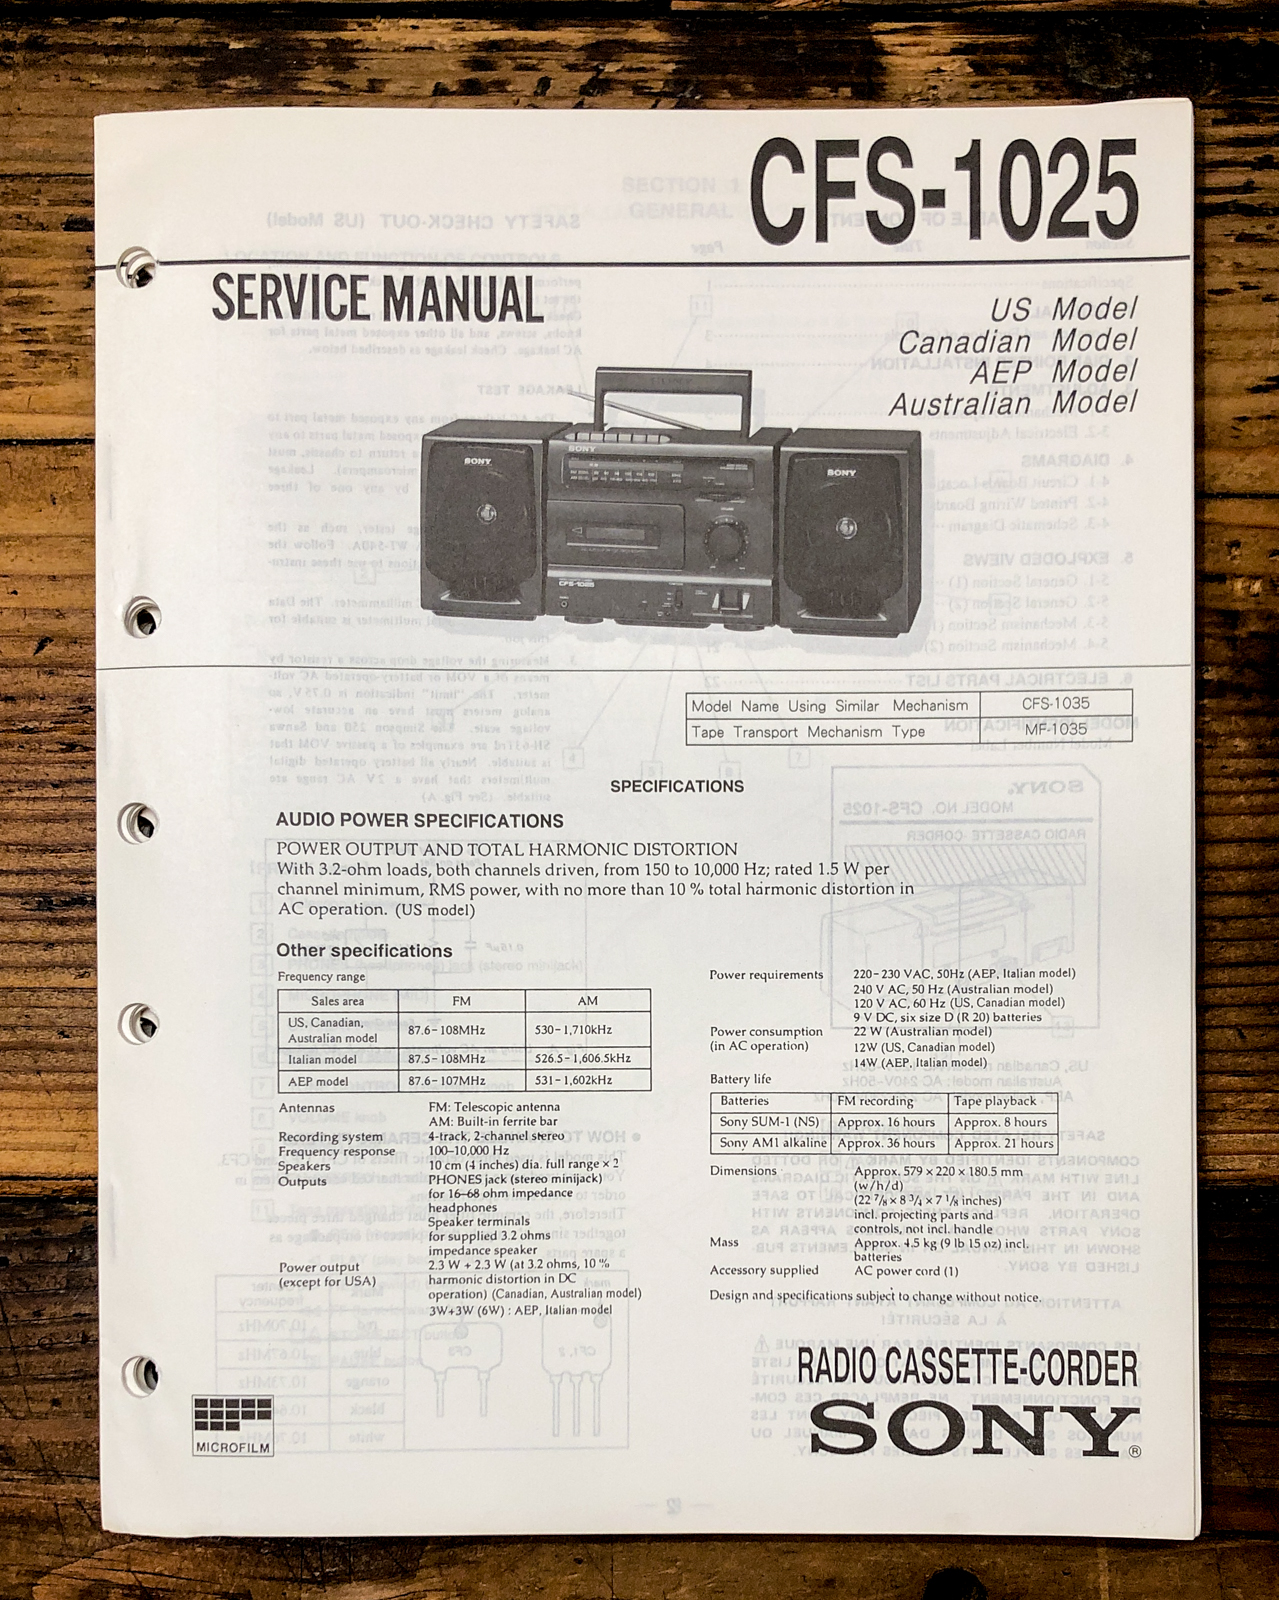 CFS-1025
SERVICE MANUAL
US Model
Canadian Model
AEP Model
Australian Model
SONY
SONY
SONY
CFS-1025
Model Name Using Similar Mechanism CFS-1035
Tape Transport Mechanism Type MF-1035
SPECIFICATIONS
AUDIO POWER SPECIFICATIONS
POWER OUTPUT AND TOTAL HARMONIC DISTORTION
With 3.2-ohm loads, both channels driven, from 150 to 10,000 Hz; rated 1.5 W per
channel minimum, RMS power, with no more than 10 % total harmonic distortion in
AC operation. (US model)
Other specifications
Frequency range
Sales area FM AM
US, Canadian,
Australian model 87.6–108MHz 530–1,710kHz
Italian model 87.5–108MHz 526.5–1,606.5kHz
AEP model 87.6–107MHz 531–1,602kHz
Antennas FM: Telescopic antenna
AM: Built-in ferrite bar
Recording system 4-track, 2-channel stereo
Frequency response 100–10,000 Hz
Speakers 10 cm (4 inches) dia. full range × 2
Outputs PHONES jack (stereo minijack)
for 16–68 ohm impedance
headphones
Speaker terminals
for supplied 3.2 ohms
impedance speaker
Power output 2.3 W + 2.3 W (at 3.2 ohms, 10 %
(except for USA) harmonic distortion in DC
operation) (Canadian, Australian model)
3W+3W (6W) : AEP, Italian model
Power requirements 220–230 VAC, 50Hz (AEP, Italian model)
240 V AC, 50 Hz (Australian model)
120 V AC, 60 Hz (US, Canadian model)
9 V DC, six size D (R 20) batteries
Power consumption 22 W (Australian model)
(in AC operation) 12W (US, Canadian model)
14W (AEP, Italian model)
Battery life
Batteries FM recording Tape playback
Sony SUM-1 (NS) Approx. 16 hours Approx. 8 hours
Sony AM1 alkaline Approx. 36 hours Approx. 21 hours
Dimensions Approx. 579 × 220 × 180.5 mm
(w/h/d)
(22 7/8 × 8 3/4 × 7 1/8 inches)
incl. projecting parts and
controls, not incl. handle
Mass Approx. 4.5 kg (9 lb 15 oz) incl.
batteries
Accessory supplied AC power cord (1)
Design and specifications subject to change without notice.
RADIO CASSETTE-CORDER
SONY®
MICROFILM